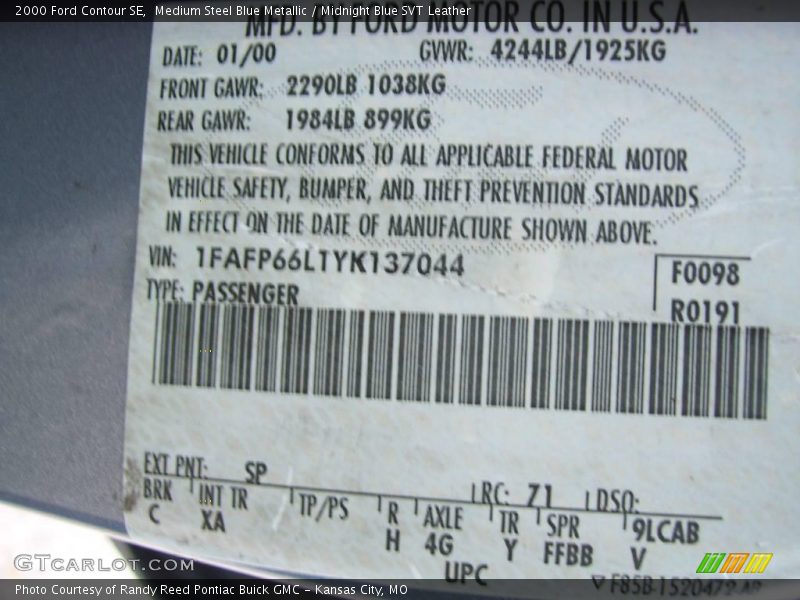 2000 Ford Contour SE, Medium Steel Blue Metallic / Midnight Blue SVT Leather
MFD. BY FORD MOTOR CO. IN U.S.A.
DATE: 01/00 GVWR: 4244LB/1925KG
FRONT GAWR: 2290LB 1038KG
REAR GAWR: 1984LB 899KG
THIS VEHICLE CONFORMS TO ALL APPLICABLE FEDERAL MOTOR
VEHICLE SAFETY, BUMPER, AND THEFT PREVENTION STANDARDS
IN EFFECT ON THE DATE OF MANUFACTURE SHOWN ABOVE.
VIN: 1FAFP66L1YK137044 F0098
TYPE: PASSENGER R0191
EXT PNT: SP RC: 71 DSO:
BRK INT TR TP/PS R AXLE TR SPR 9LCAB
C XA H 4G Y FFBB V
UPC
GTCarLot.com
Photo Courtesy of Randy Reed Pontiac Buick GMC - Kansas City, MO